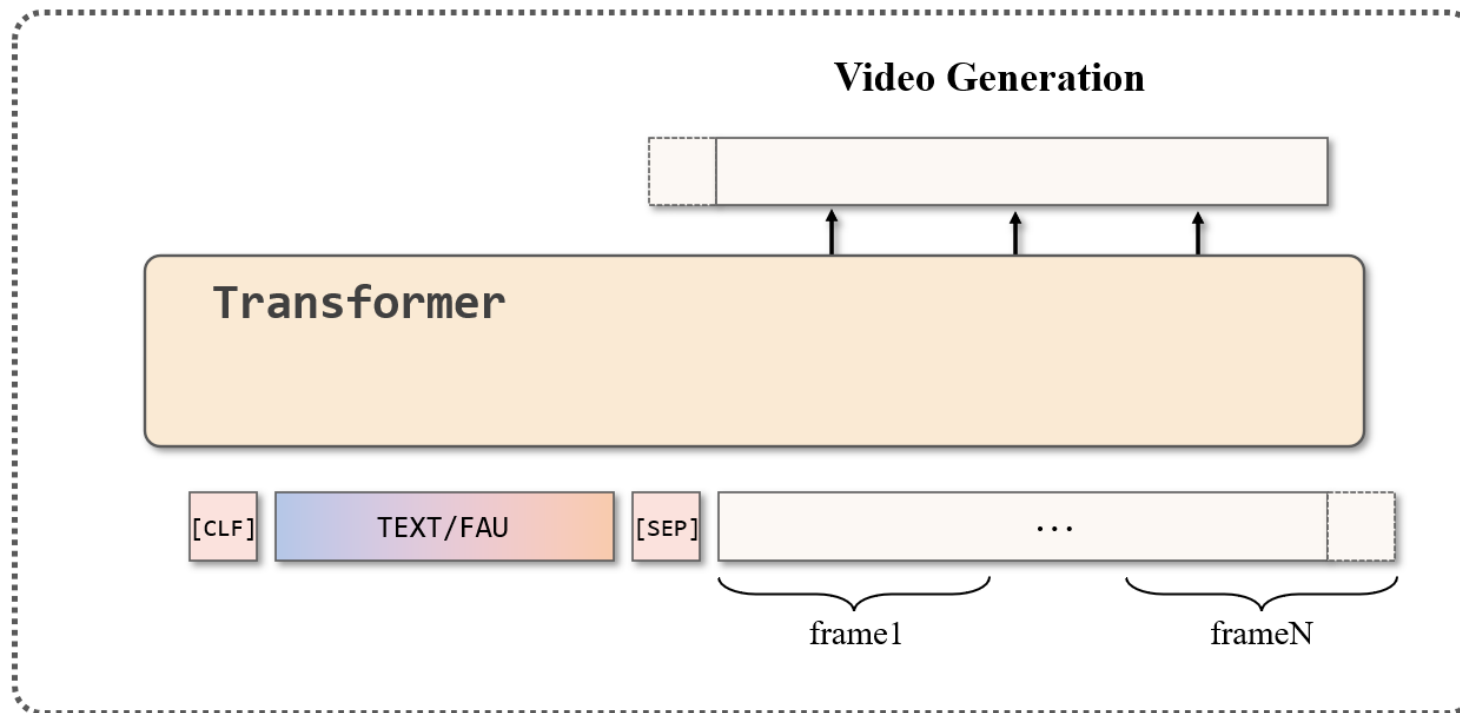 Video Generation
Transformer
[CLF] TEXT/FAU [SEP] ...
frame1 frameN